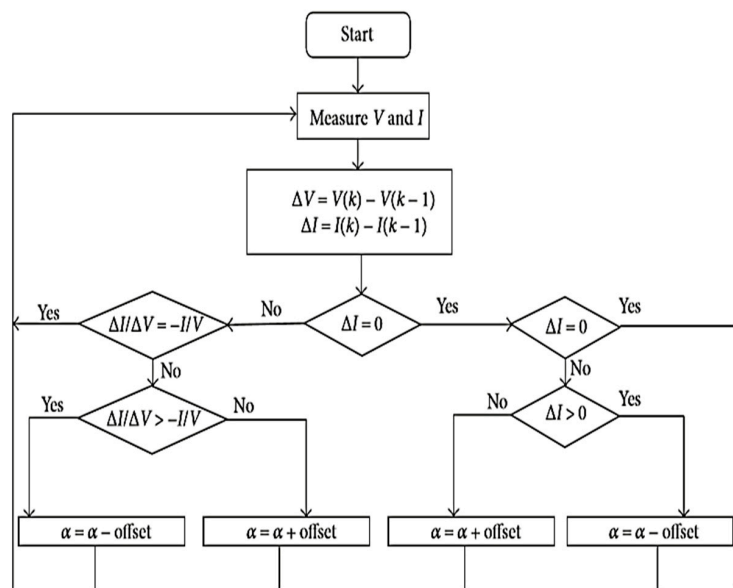 Start
Measure V and I
ΔV = V(k) − V(k − 1)
ΔI = I(k) − I(k − 1)
Yes
ΔI/ΔV = −I/V
No
ΔI = 0
Yes
ΔI = 0
Yes
No
No
Yes
ΔI/ΔV > −I/V
No
No
ΔI > 0
Yes
α = α − offset
α = α + offset
α = α + offset
α = α − offset